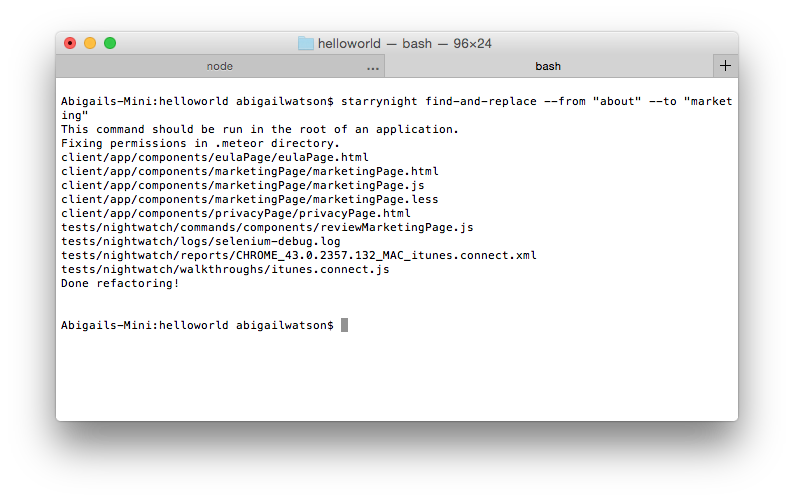 helloworld — bash — 96×24
node ... bash +
Abigails-Mini:helloworld abigailwatson$ starrynight find-and-replace --from "about" --to "market
ing"
This command should be run in the root of an application.
Fixing permissions in .meteor directory.
client/app/components/eulaPage/eulaPage.html
client/app/components/marketingPage/marketingPage.html
client/app/components/marketingPage/marketingPage.js
client/app/components/marketingPage/marketingPage.less
client/app/components/privacyPage/privacyPage.html
tests/nightwatch/commands/components/reviewMarketingPage.js
tests/nightwatch/logs/selenium-debug.log
tests/nightwatch/reports/CHROME_43.0.2357.132_MAC_itunes.connect.xml
tests/nightwatch/walkthroughs/itunes.connect.js
Done refactoring!
Abigails-Mini:helloworld abigailwatson$